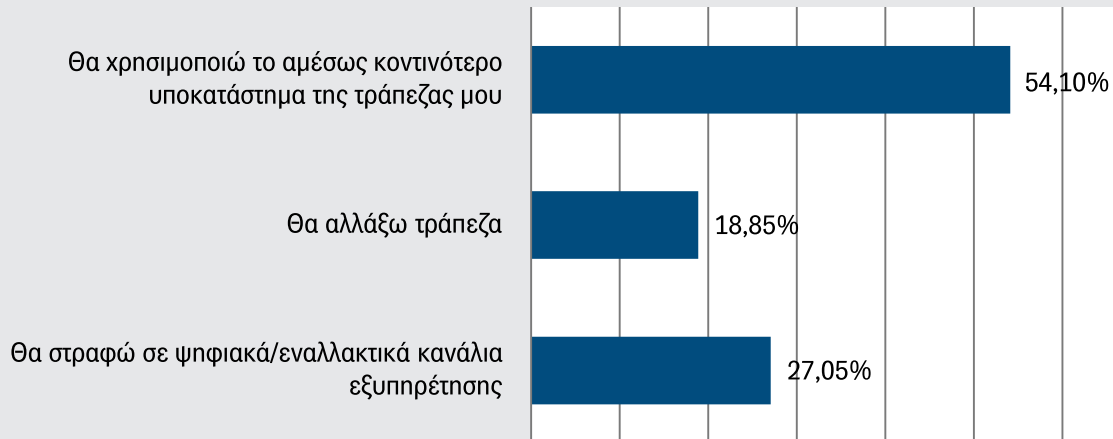 Θα χρησιμοποιώ το αμέσως κοντινότερο
υποκατάστημα της τράπεζας μου
54,10%
Θα αλλάξω τράπεζα
18,85%
Θα στραφώ σε ψηφιακά/εναλλακτικά κανάλια
εξυπηρέτησης
27,05%